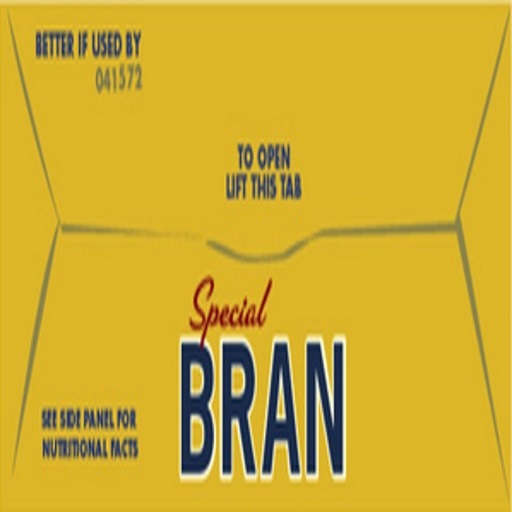 BETTER IF USED BY
041572
TO OPEN
LIFT THIS TAB
Special
BRAN
SEE SIDE PANEL FOR
NUTRITIONAL FACTS